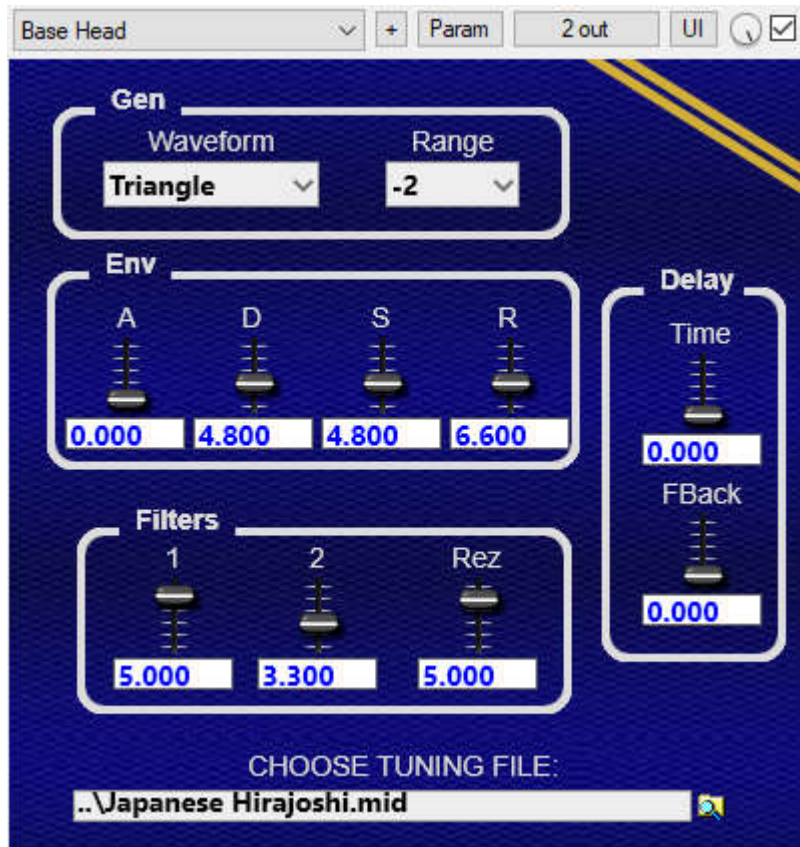 Base Head + Param 2 out UI
Gen
Waveform Range
Triangle -2
Env
A D S R
0.000 4.800 4.800 6.600
Delay
Time
0.000
FBack
0.000
Filters
1 2 Rez
5.000 3.300 5.000
CHOOSE TUNING FILE:
..\Japanese Hirajoshi.mid